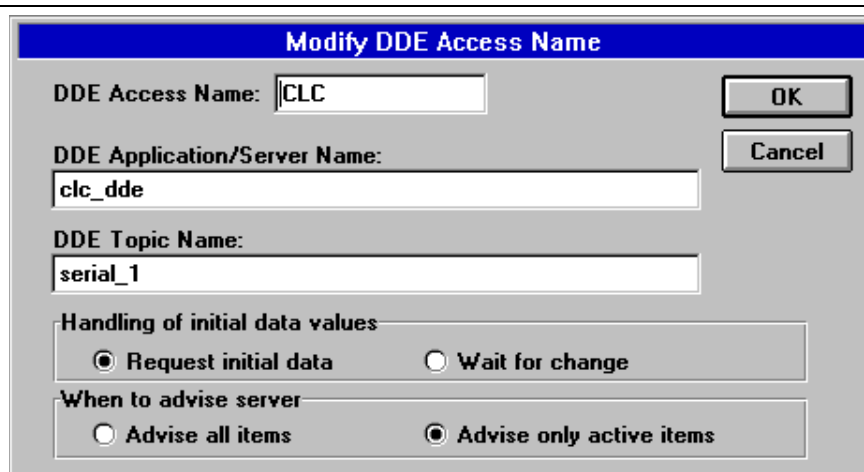 Modify DDE Access Name
DDE Access Name: CLC
OK
DDE Application/Server Name:
Cancel
clc_dde
DDE Topic Name:
serial_1
Handling of initial data values
Request initial data Wait for change
When to advise server
Advise all items Advise only active items